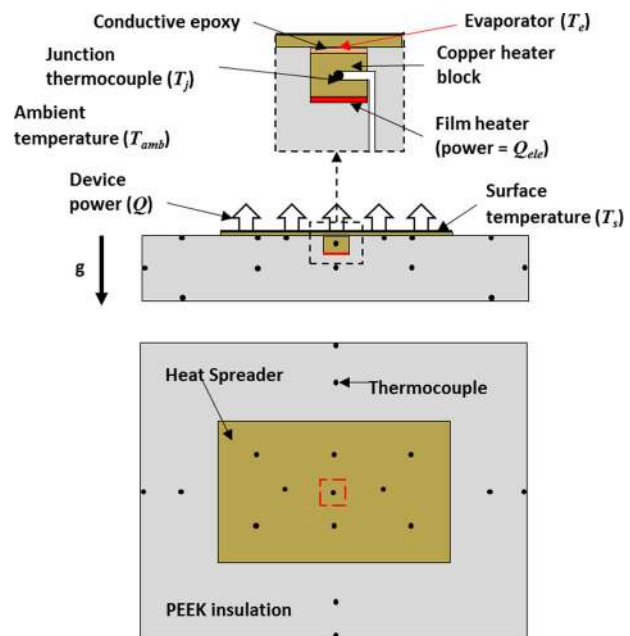 Conductive epoxy
Evaporator (Te)
Junction
thermocouple (Tj)
Copper heater
block
Ambient
temperature (Tamb)
Film heater
(power = Qele)
Device
power (Q)
Surface
temperature (Ts)
g
Heat Spreader
Thermocouple
PEEK insulation